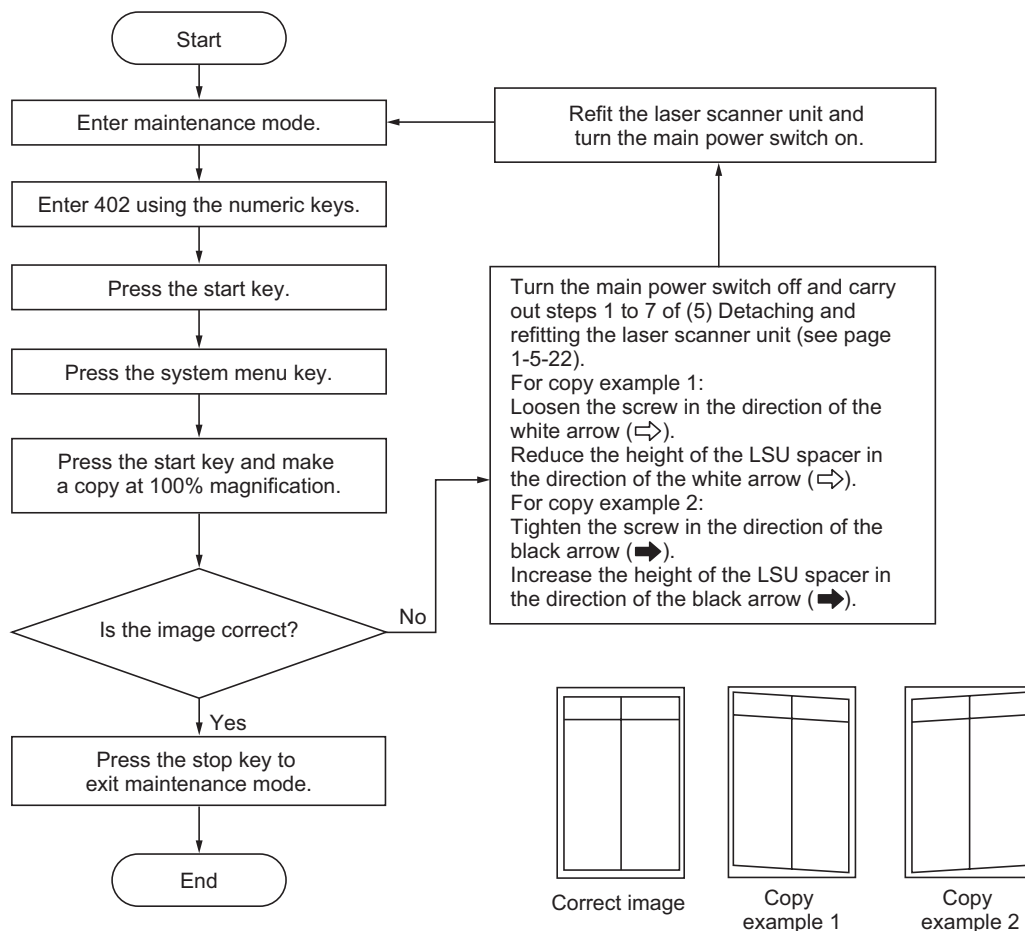 Start
Enter maintenance mode.
Enter 402 using the numeric keys.
Press the start key.
Press the system menu key.
Press the start key and make
a copy at 100% magnification.
Is the image correct?
No
Yes
Press the stop key to
exit maintenance mode.
End
Refit the laser scanner unit and
turn the main power switch on.
Turn the main power switch off and carry
out steps 1 to 7 of (5) Detaching and
refitting the laser scanner unit (see page
1-5-22).
For copy example 1:
Loosen the screw in the direction of the
white arrow (⇨).
Reduce the height of the LSU spacer in
the direction of the white arrow (⇨).
For copy example 2:
Tighten the screw in the direction of the
black arrow (➡).
Increase the height of the LSU spacer in
the direction of the black arrow (➡).
Correct image
Copy
example 1
Copy
example 2